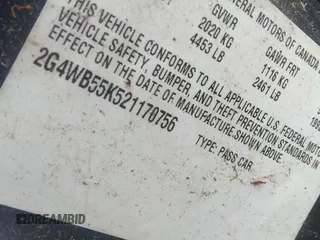 ERAL MOTORS OF CANADA
GVWR
GAWR FRT
2020 KG
1116 KG
4453 LB
2461 LB
THIS VEHICLE CONFORMS TO ALL APPLICABLE U.S. FEDERAL MOTOR
VEHICLE SAFETY, BUMPER, AND THEFT PREVENTION STANDARDS IN
EFFECT ON THE DATE OF MANUFACTURE SHOWN ABOVE.
2G4WB55K521178756
TYPE: PASS CAR
DREAMBID